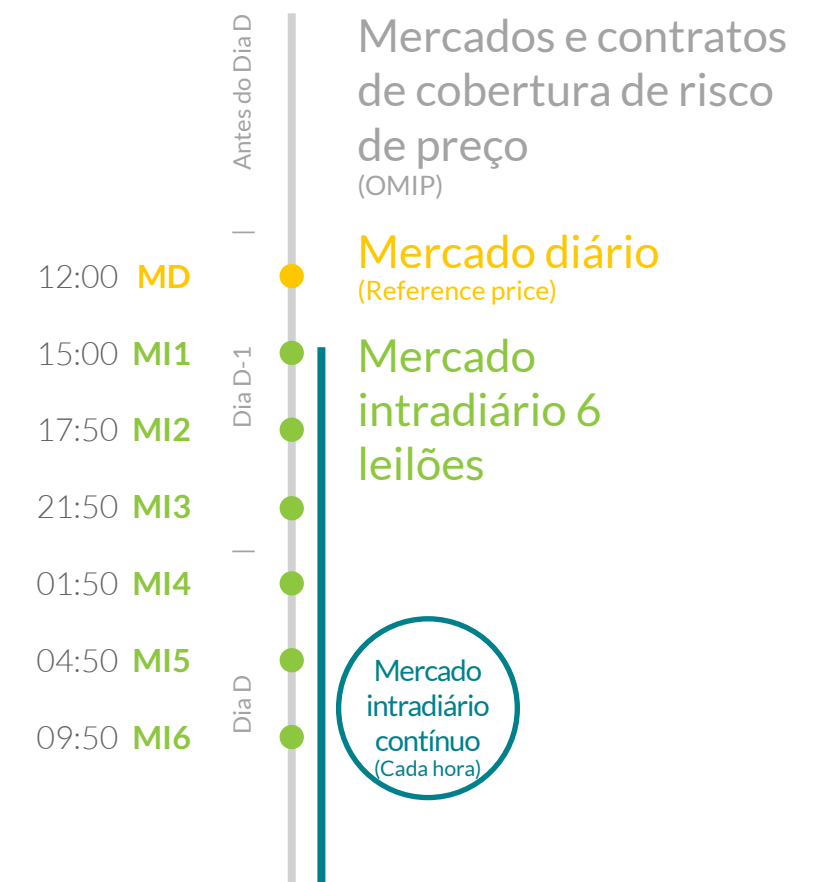 Antes do Dia D
Mercados e contratos
de cobertura de risco
de preço
(OMIP)
12:00 MD
Mercado diário
(Reference price)
Dia D-1
15:00 MI1
17:50 MI2
21:50 MI3
Mercado
intradiário 6
leilões
01:50 MI4
04:50 MI5
09:50 MI6
Dia D
Mercado
intradiário
contínuo
(Cada hora)